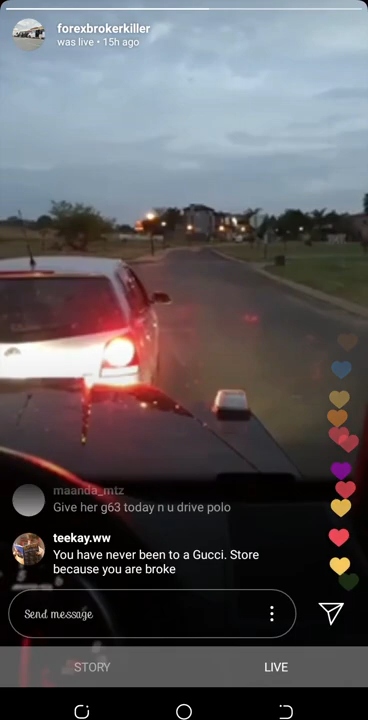 forexbrokerkiller
was live • 15h ago
maanda_mtz
Give her g63 today n u drive polo
teekay.ww
You have never been to a Gucci. Store
because you are broke
Send message
STORY
LIVE